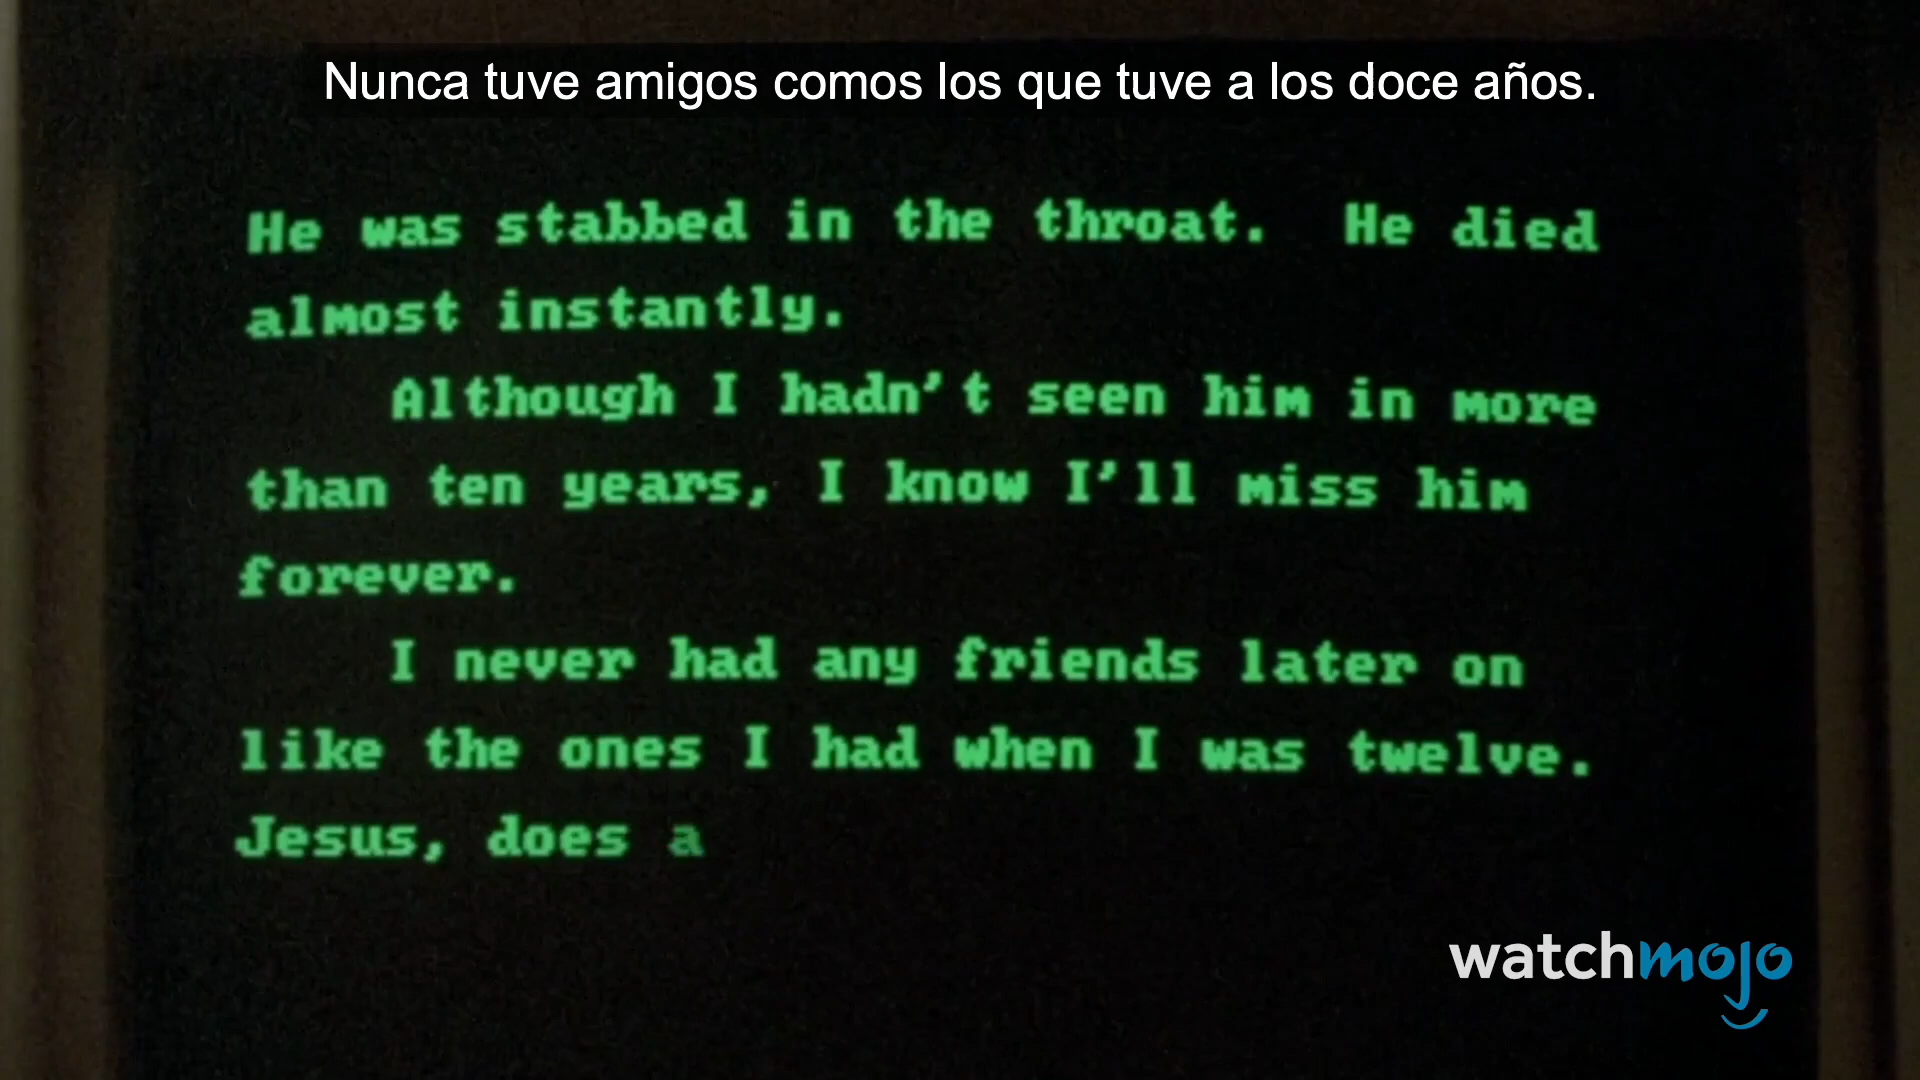 Nunca tuve amigos comos los que tuve a los doce años.
He was stabbed in the throat. He died
almost instantly.
Although I hadn't seen him in more
than ten years, I know I'll miss him
forever.
I never had any friends later on
like the ones I had when I was twelve.
Jesus, does a
watchmojo